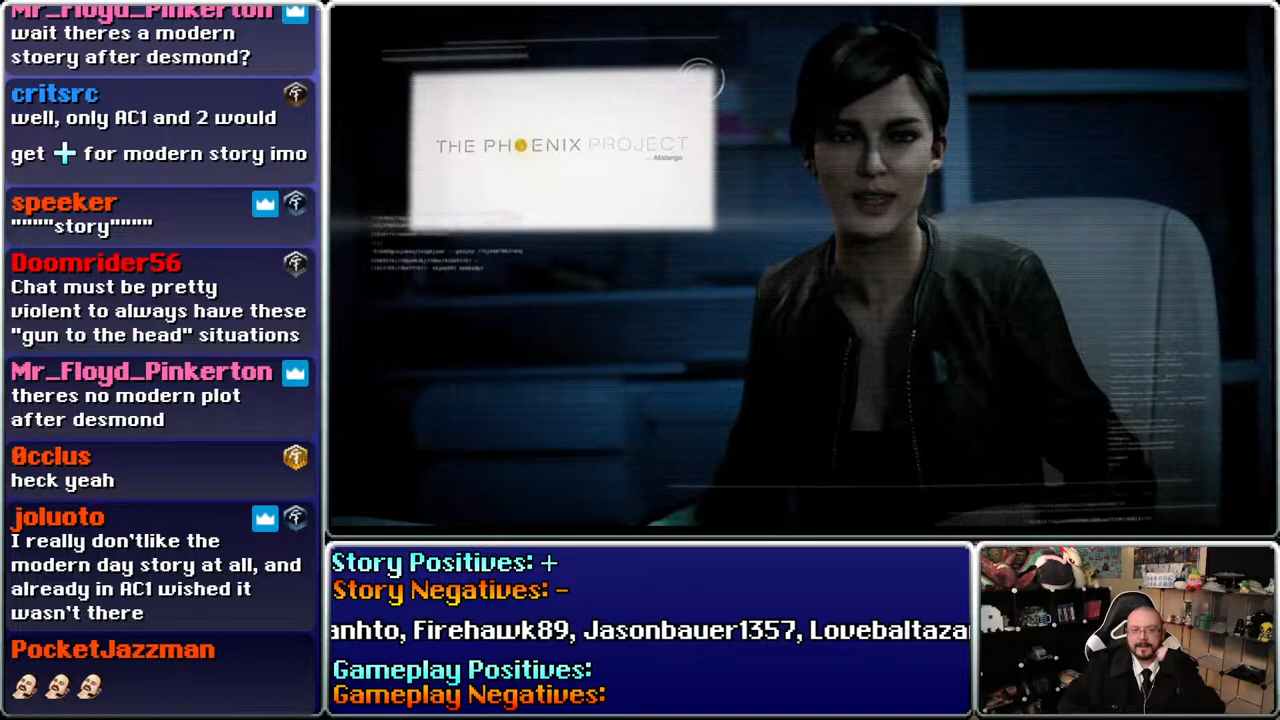 Mr_Floyd_Pinkerton
wait theres a modern
stoery after desmond?
critsrc
well, only AC1 and 2 would
get + for modern story imo
speeker
"""""story"""""
Doomrider56
Chat must be pretty
violent to always have these
"gun to the head" situations
Mr_Floyd_Pinkerton
theres no modern plot
after desmond
0cclus
heck yeah
joluoto
I really don'tlike the
modern day story at all, and
already in AC1 wished it
wasn't there
PocketJazzman
THE PHOENIX PROJECT
Abstergo
Story Positives: +
Story Negatives: -
anhto, Firehawk89, Jasonbauer1357, Lovebaltaza
Gameplay Positives:
Gameplay Negatives: